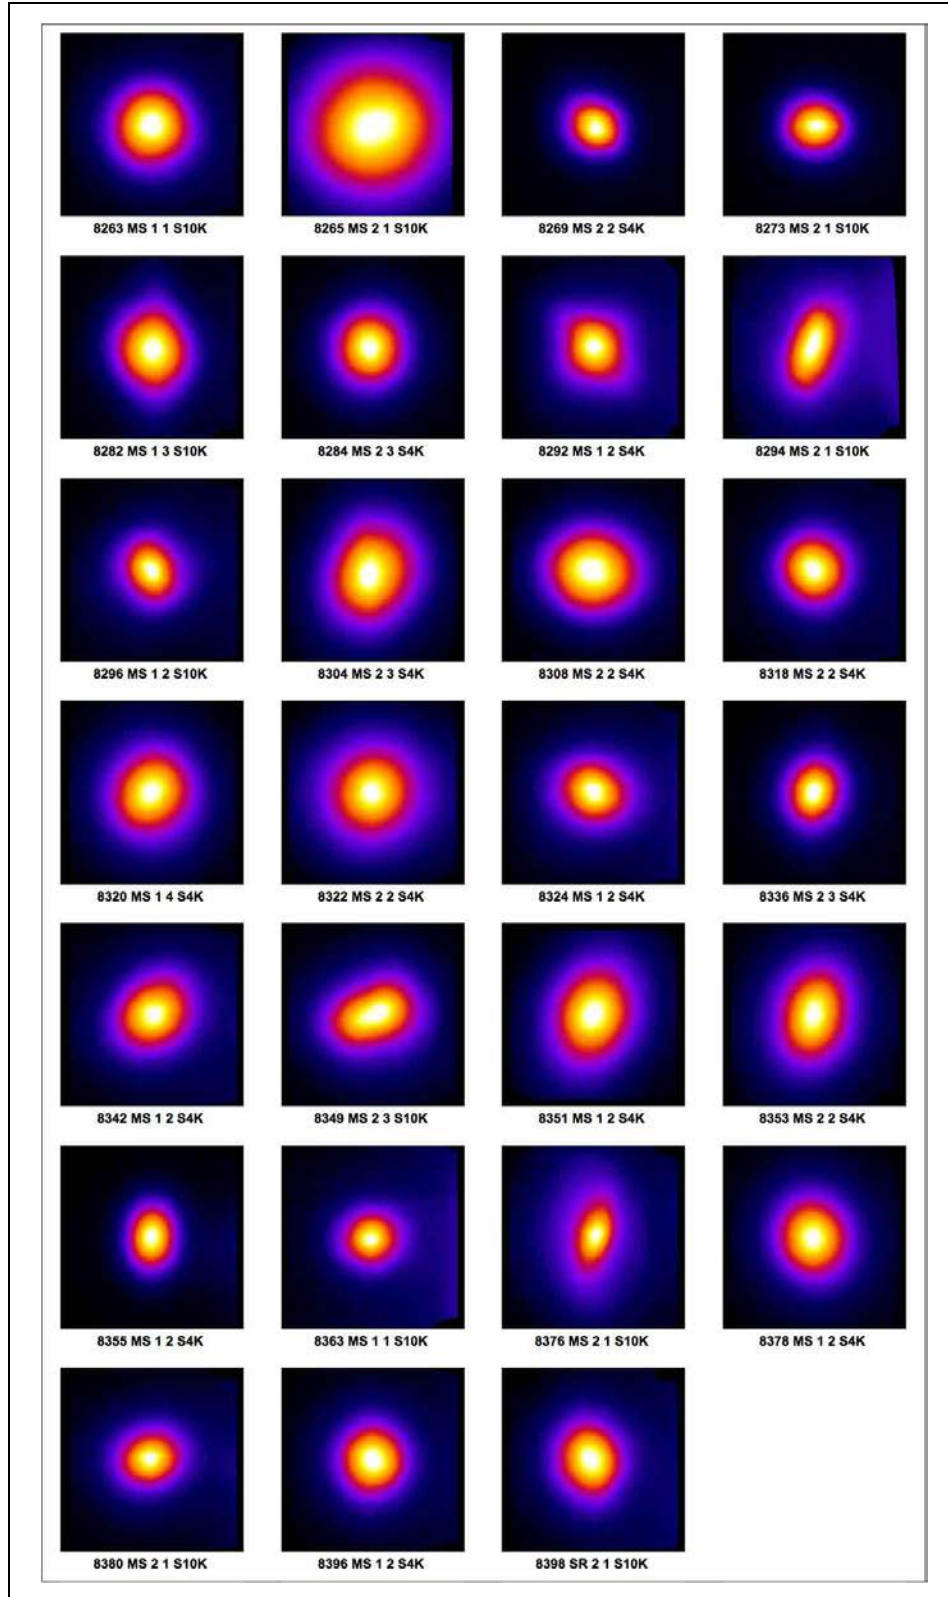 8263 MS 1 1 S10K
8265 MS 2 1 S10K
8269 MS 2 2 S4K
8273 MS 2 1 S10K
8282 MS 1 3 S10K
8284 MS 2 3 S4K
8292 MS 1 2 S4K
8294 MS 2 1 S10K
8296 MS 1 2 S10K
8304 MS 2 3 S4K
8308 MS 2 2 S4K
8318 MS 2 2 S4K
8320 MS 1 4 S4K
8322 MS 2 2 S4K
8324 MS 1 2 S4K
8336 MS 2 3 S4K
8342 MS 1 2 S4K
8349 MS 2 3 S10K
8351 MS 1 2 S4K
8353 MS 2 2 S4K
8355 MS 1 2 S4K
8363 MS 1 1 S10K
8376 MS 2 1 S10K
8378 MS 1 2 S4K
8380 MS 2 1 S10K
8396 MS 1 2 S4K
8398 SR 2 1 S10K